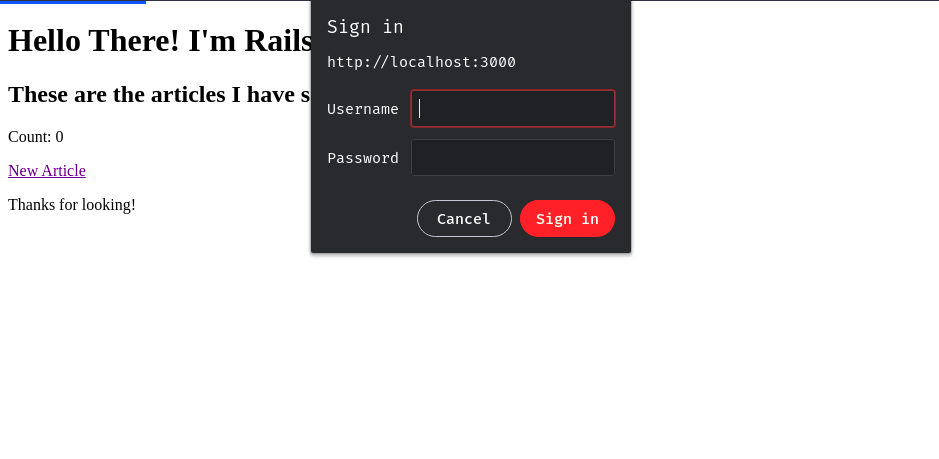 Hello There! I'm Rails
These are the articles I have s
Count: 0
New Article
Thanks for looking!
Sign in
http://localhost:3000
Username
Password
Cancel
Sign in